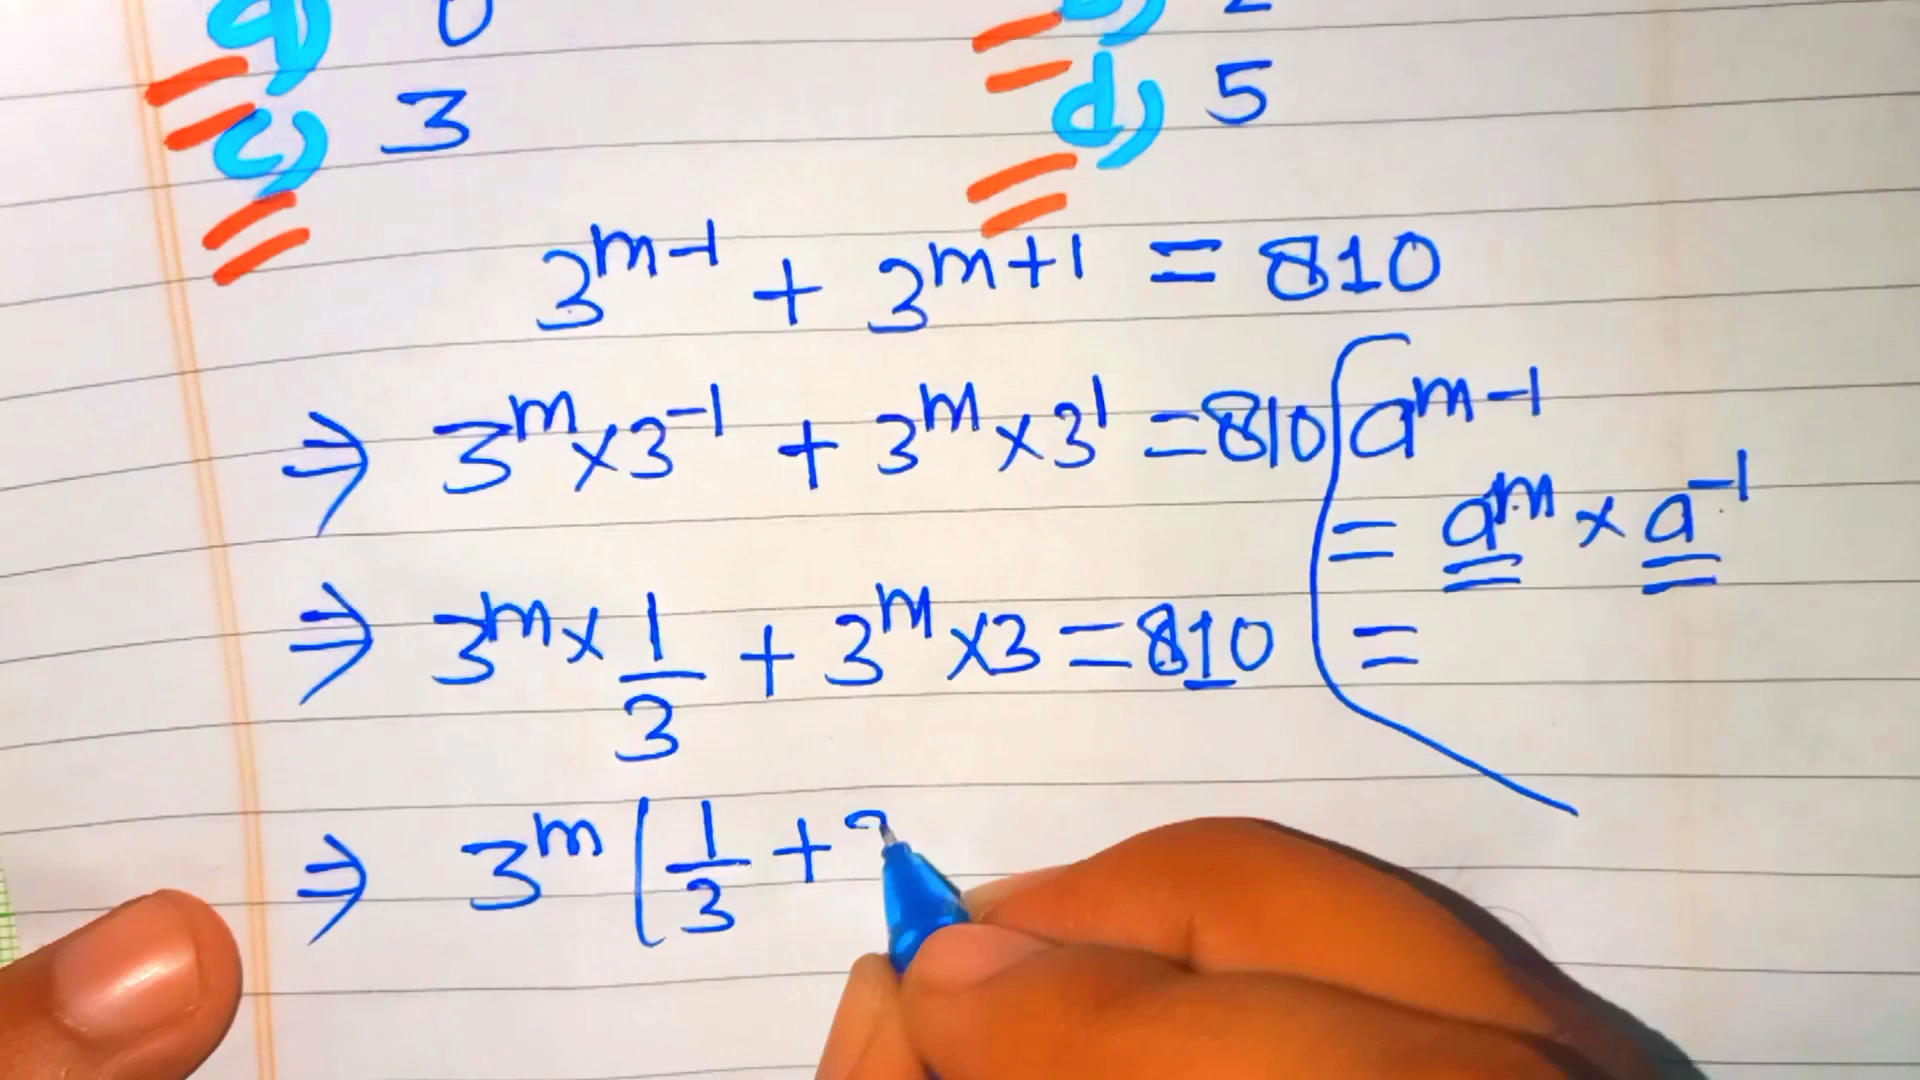 a) 0
c) 3
d) 5
3^{m-1} + 3^{m+1} = 810
⇒ 3^m × 3^{-1} + 3^m × 3^1 = 810
a^{m-1}
= a^m × a^{-1}
⇒ 3^m × 1/3 + 3^m × 3 = 810
=
⇒ 3^m (1/3 +